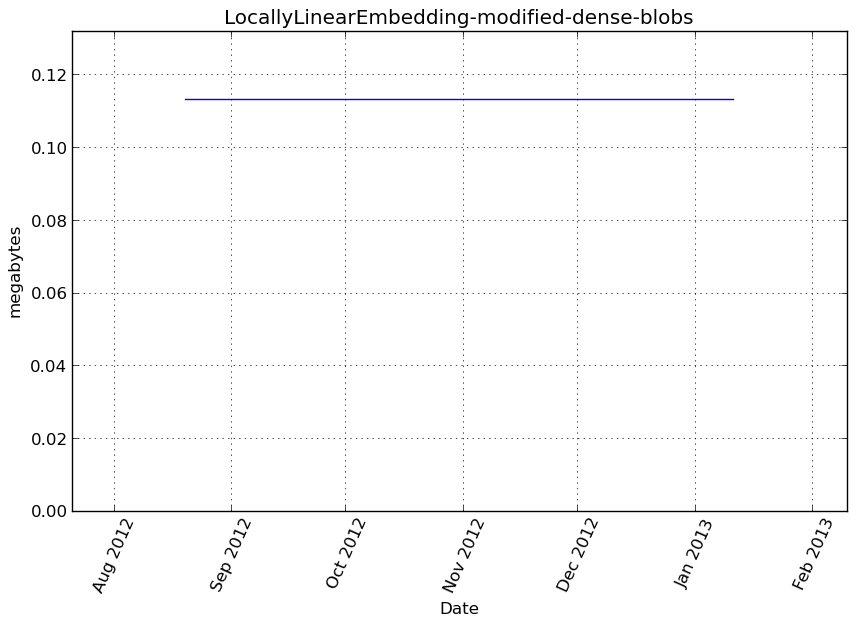 LocallyLinearEmbedding-modified-dense-blobs
0.12
0.10
0.08
0.06
0.04
0.02
0.00
megabytes
Aug 2012
Sep 2012
Oct 2012
Nov 2012
Dec 2012
Jan 2013
Feb 2013
Date